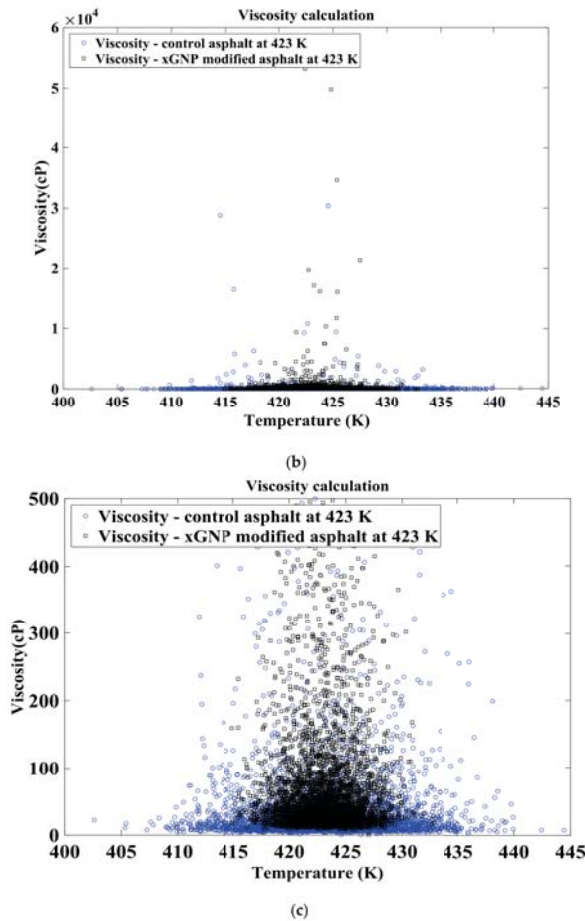 Viscosity calculation
× 10⁴
6
Viscosity - control asphalt at 423 K
Viscosity - xGNP modified asphalt at 423 K
5
4
3
2
1
0
Viscosity(cP)
400 405 410 415 420 425 430 435 440 445
Temperature (K)
(b)
Viscosity calculation
500
Viscosity - control asphalt at 423 K
Viscosity - xGNP modified asphalt at 423 K
400
300
200
100
0
Viscosity(cP)
400 405 410 415 420 425 430 435 440 445
Temperature (K)
(c)